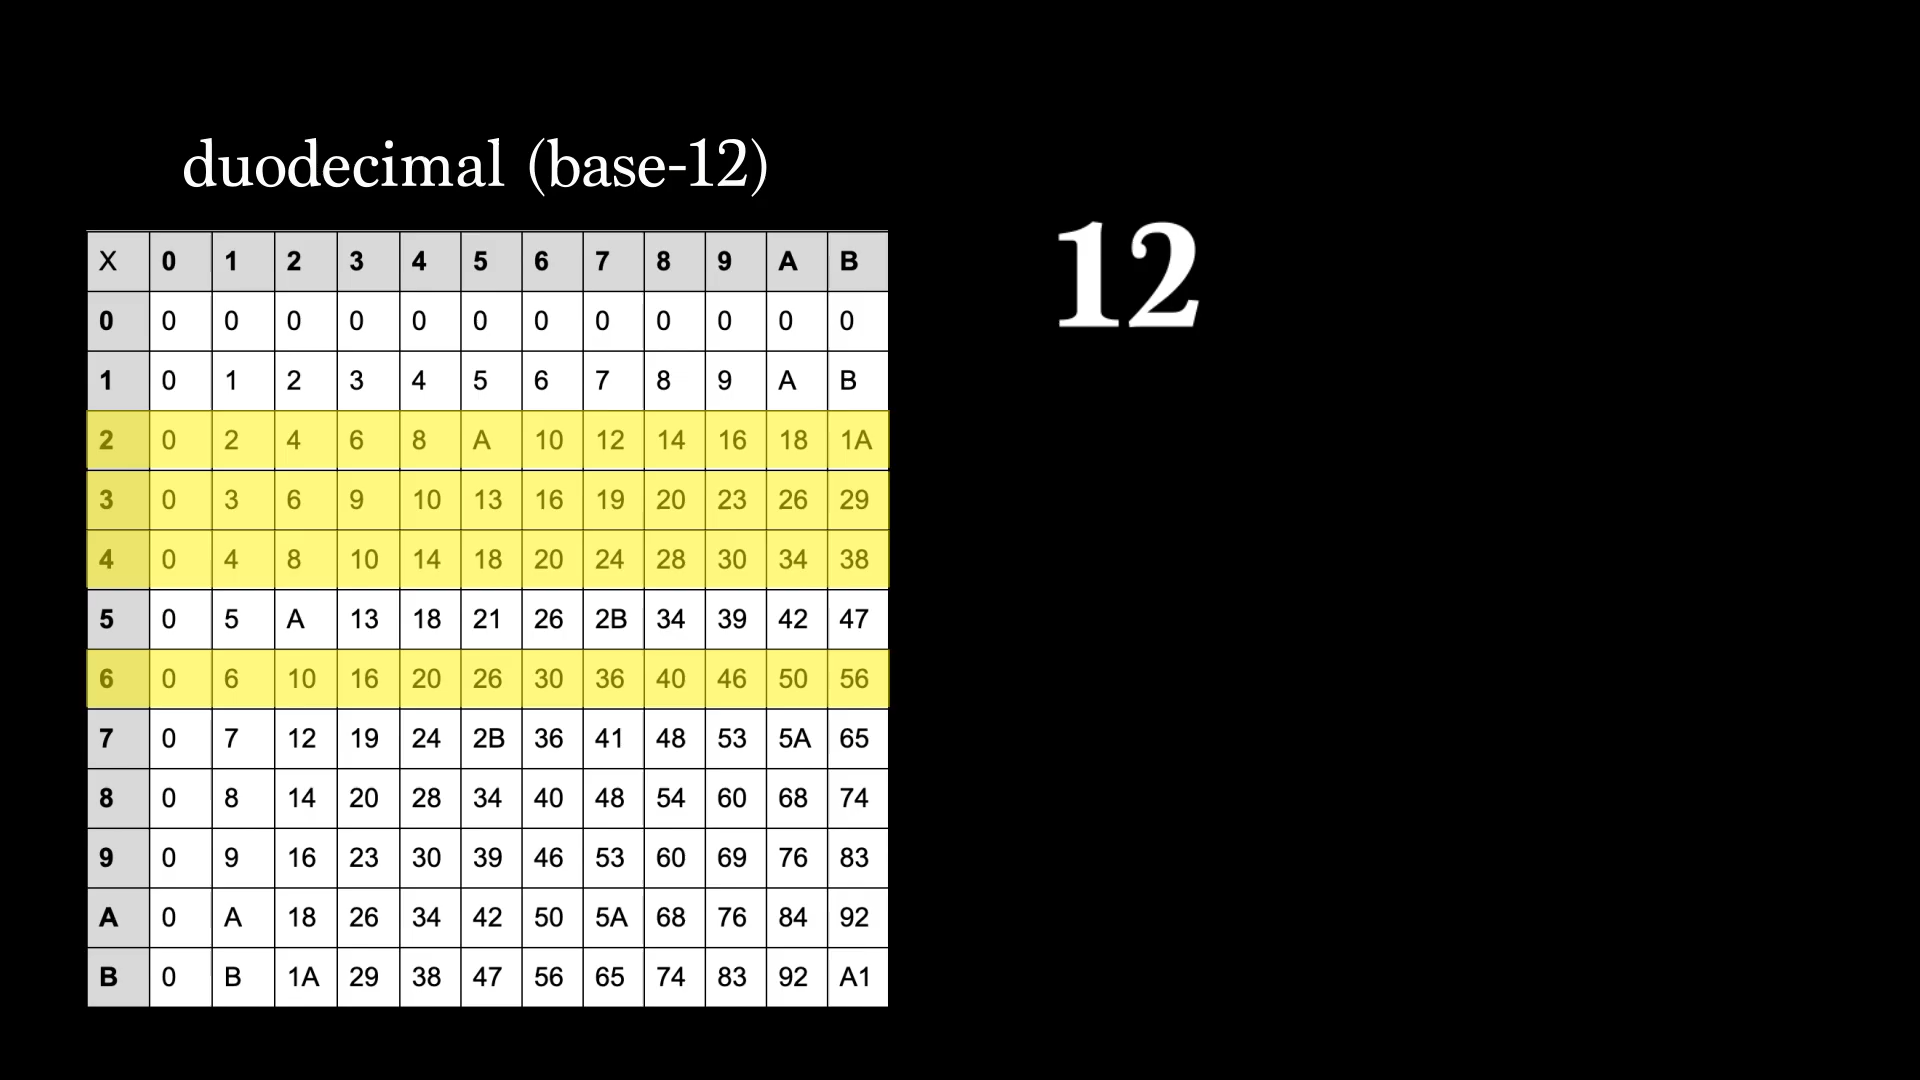 duodecimal (base-12)
12
X 0 1 2 3 4 5 6 7 8 9 A B
0 0 0 0 0 0 0 0 0 0 0 0 0
1 0 1 2 3 4 5 6 7 8 9 A B
2 0 2 4 6 8 A 10 12 14 16 18 1A
3 0 3 6 9 10 13 16 19 20 23 26 29
4 0 4 8 10 14 18 20 24 28 30 34 38
5 0 5 A 13 18 21 26 2B 34 39 42 47
6 0 6 10 16 20 26 30 36 40 46 50 56
7 0 7 12 19 24 2B 36 41 48 53 5A 65
8 0 8 14 20 28 34 40 48 54 60 68 74
9 0 9 16 23 30 39 46 53 60 69 76 83
A 0 A 18 26 34 42 50 5A 68 76 84 92
B 0 B 1A 29 38 47 56 65 74 83 92 A1